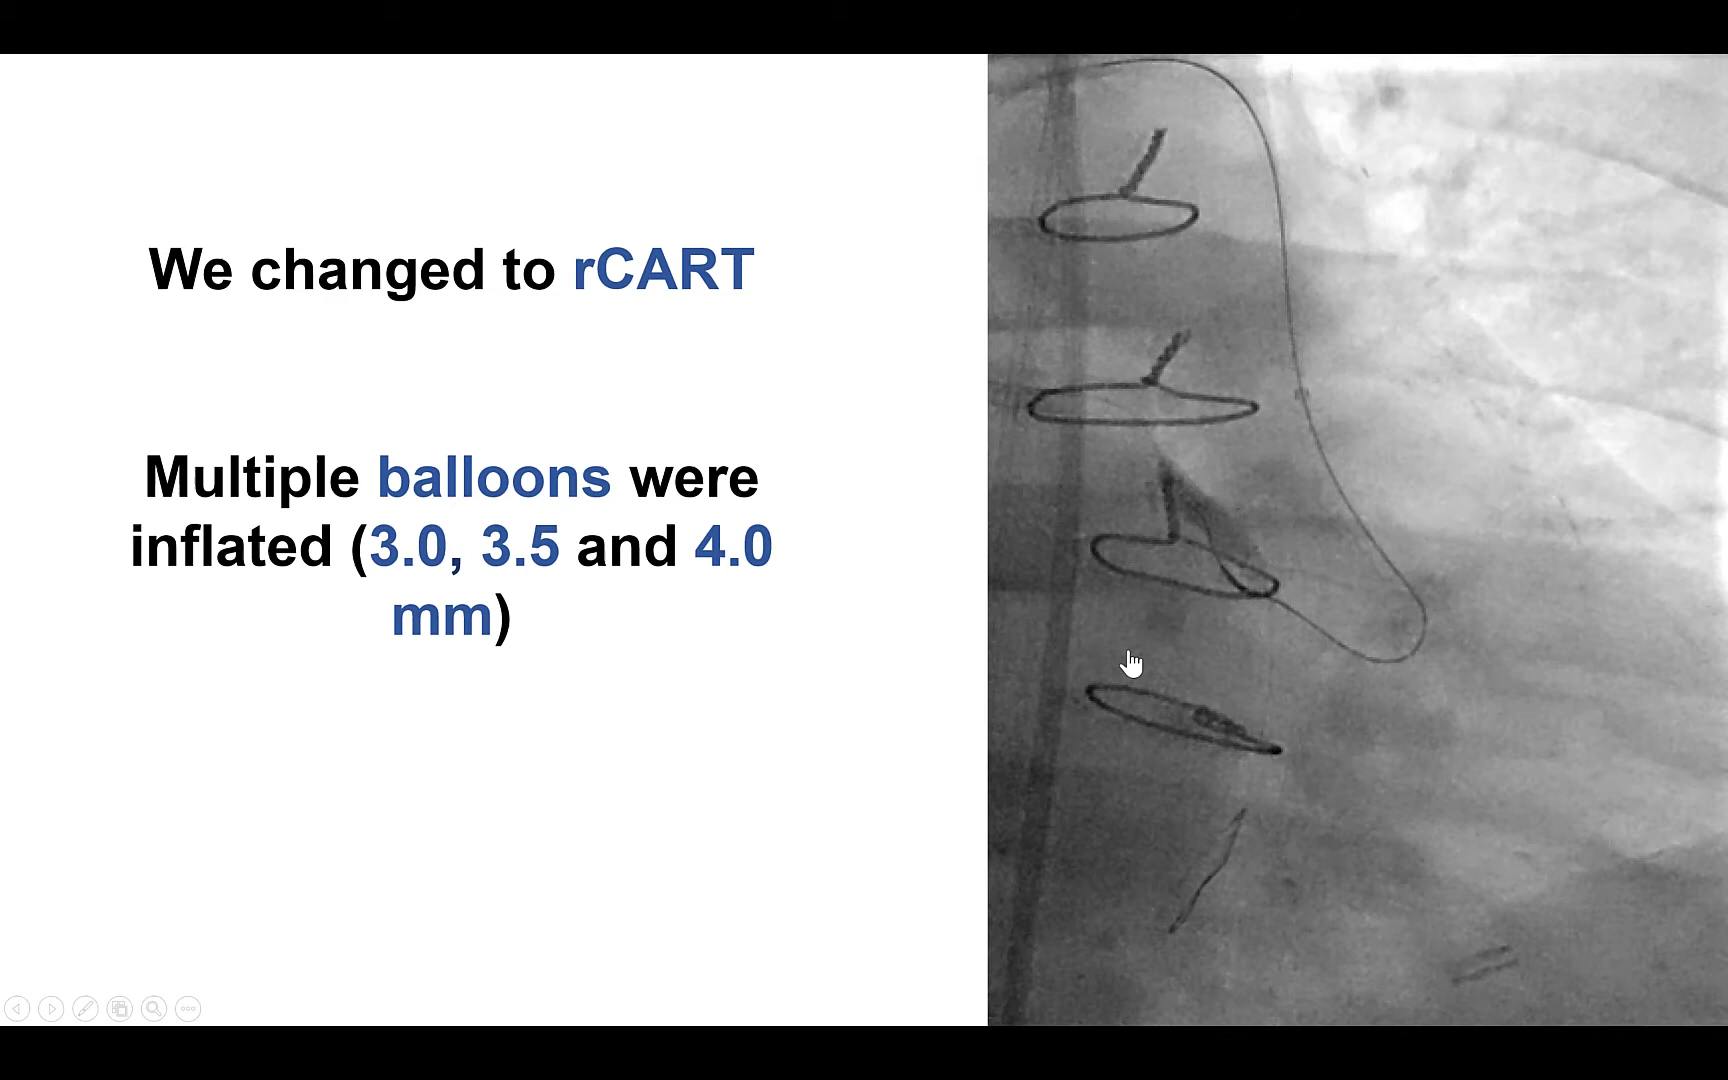 We changed to rCART
Multiple balloons were
inflated (3.0, 3.5 and 4.0
mm)